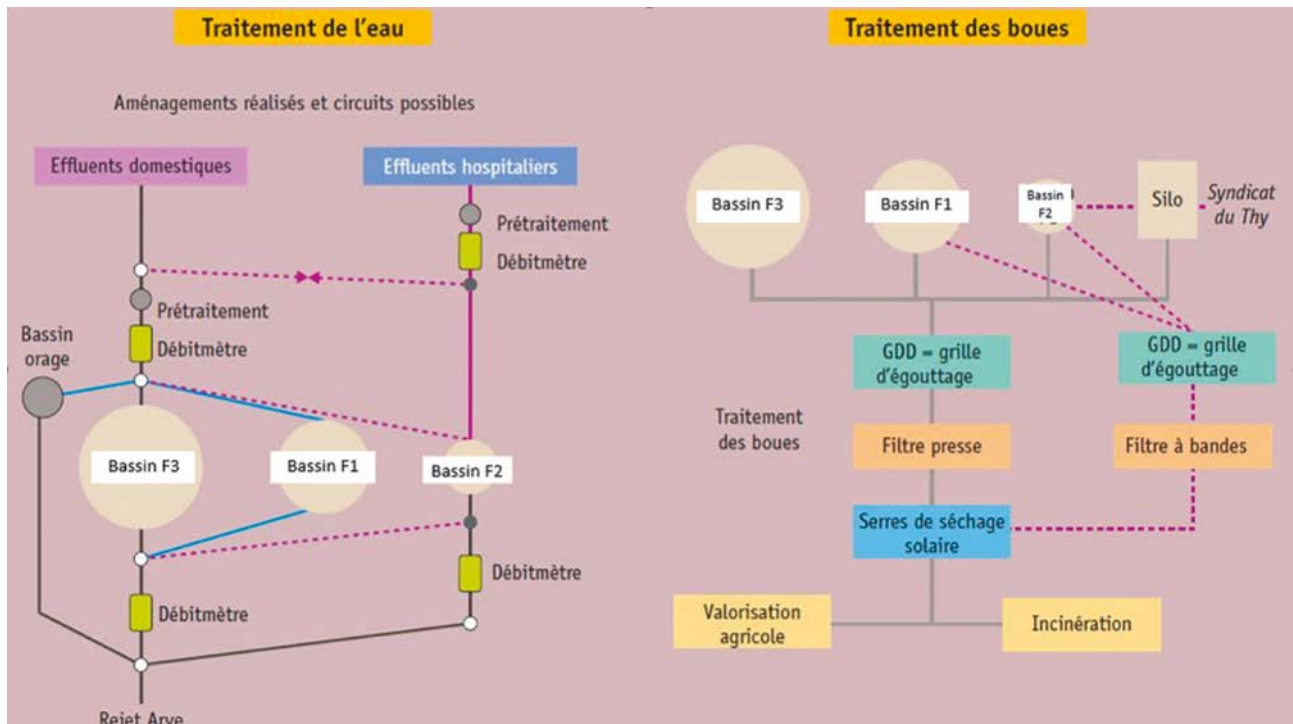 Traitement de l'eau
Aménagements réalisés et circuits possibles
Effluents domestiques
Effluents hospitaliers
Prétraitement
Débitmètre
Prétraitement
Débitmètre
Bassin
orage
Bassin F3
Bassin F1
Bassin F2
Débitmètre
Débitmètre
Rejet Arve
Traitement des boues
Bassin F3
Bassin F1
Bassin
F2
Silo
Syndicat
du Thy
GDD = grille
d'égouttage
GDD = grille
d'égouttage
Traitement
des boues
Filtre presse
Filtre à bandes
Serres de séchage
solaire
Valorisation
agricole
Incinération